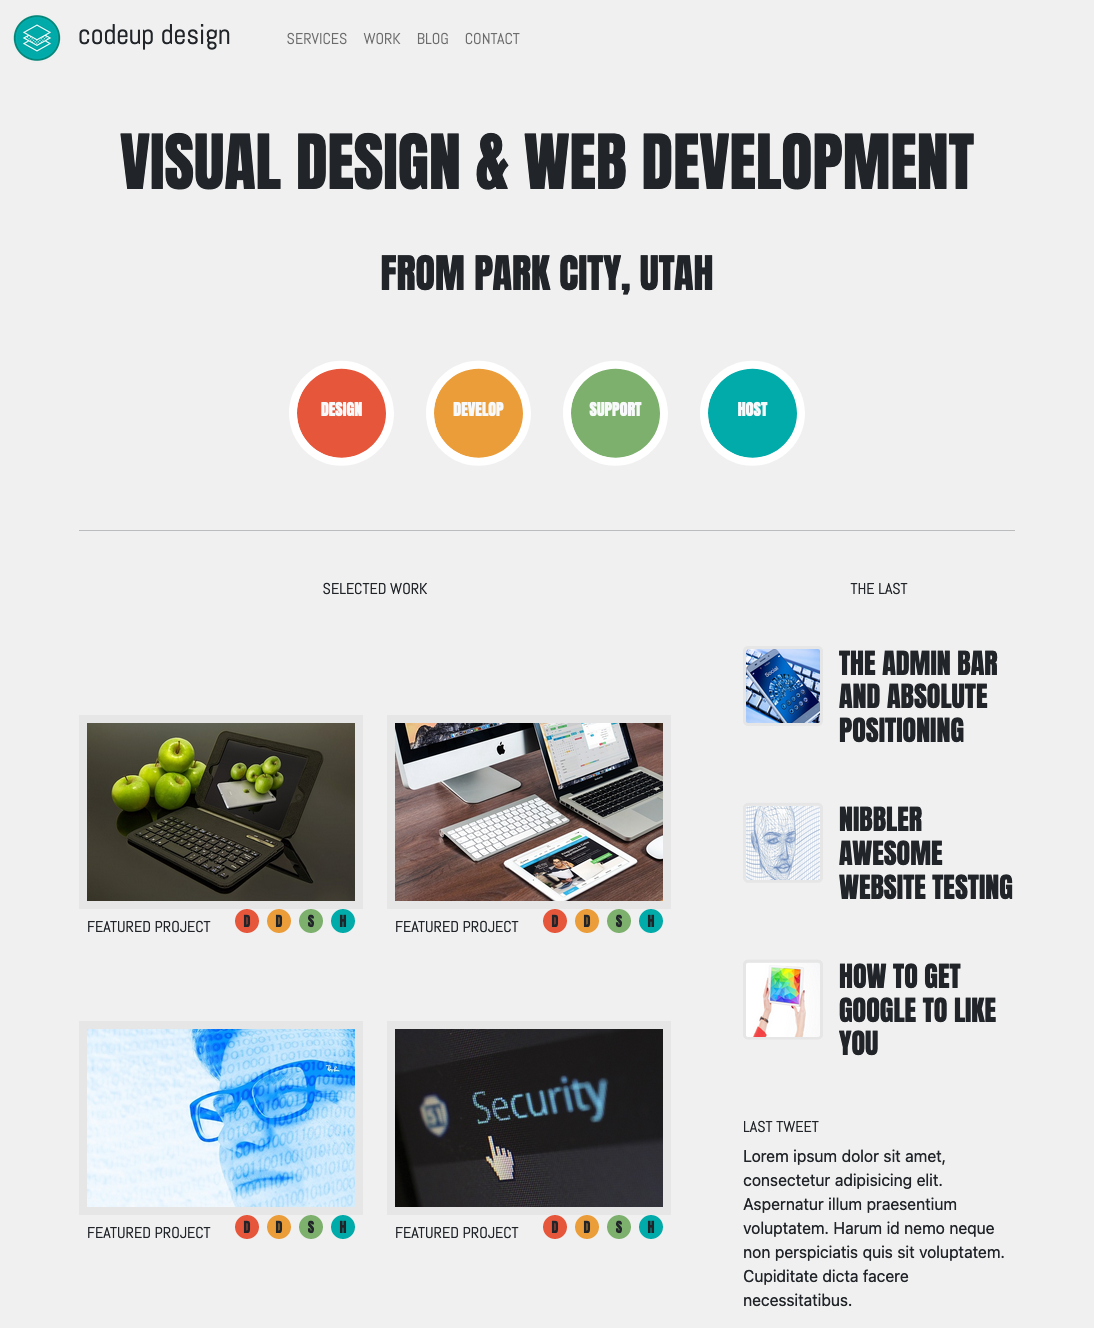 codeup design
SERVICES WORK BLOG CONTACT
VISUAL DESIGN & WEB DEVELOPMENT
FROM PARK CITY, UTAH
DESIGN
DEVELOP
SUPPORT
HOST
SELECTED WORK
FEATURED PROJECT
D D S H
FEATURED PROJECT
D D S H
FEATURED PROJECT
D D S H
Security
FEATURED PROJECT
D D S H
THE LAST
Social
THE ADMIN BAR
AND ABSOLUTE
POSITIONING
NIBBLER
AWESOME
WEBSITE TESTING
HOW TO GET
GOOGLE TO LIKE
YOU
LAST TWEET
Lorem ipsum dolor sit amet,
consectetur adipisicing elit.
Aspernatur illum praesentium
voluptatem. Harum id nemo neque
non perspiciatis quis sit voluptatem.
Cupiditate dicta facere
necessitatibus.